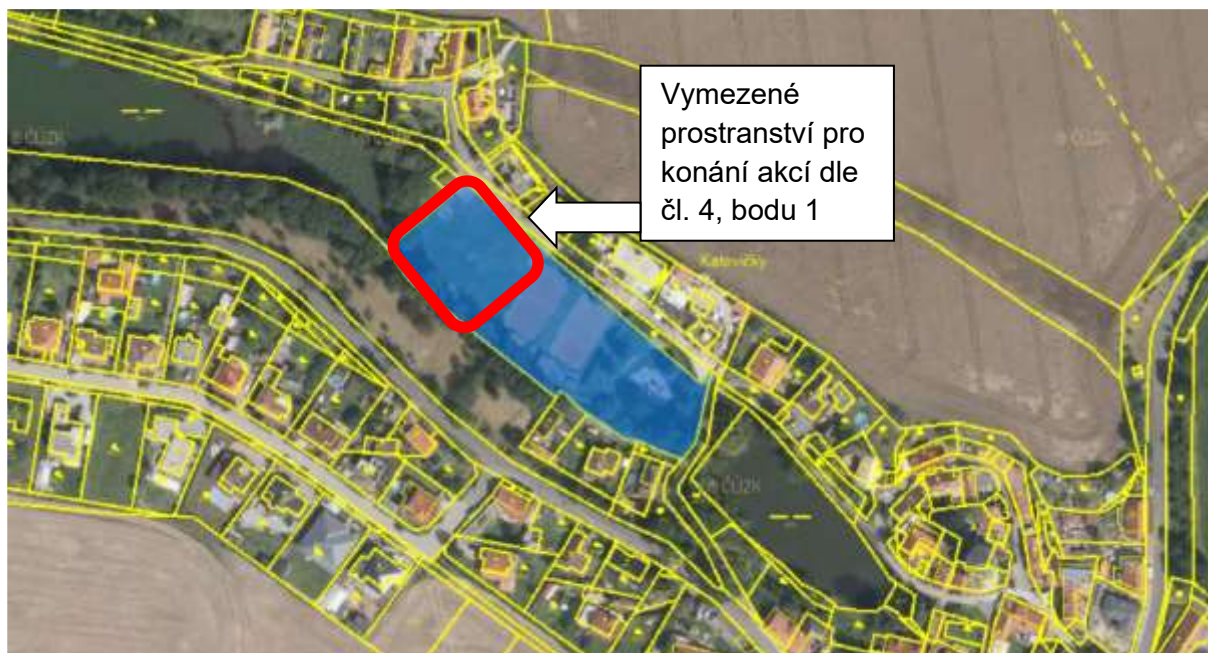 Vymezené
prostranství pro
konání akcí dle
čl. 4, bodu 1
© ČÚZK
© ČÚZK
Katovičky
© ČÚZK